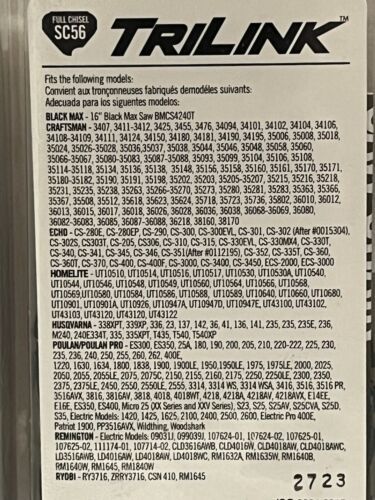 FULL CHISEL
SC56
TRILINK™
Fits the following models:
Convient aux tronçonneuses fabriqués demodéles suivants:
Adecuada para los siguientes modelos:
BLACK MAX - 16" Black Max Saw BMCS4240T
CRAFTSMAN - 3407, 3411-3412, 3425, 3455, 3476, 34094, 34101, 34102, 34104, 34106,
34108-34109, 34111, 34124, 34150, 34180, 34181, 34190, 34195, 35006, 35008, 35018,
35024, 35026-35028, 35036, 35037, 35038, 35044, 35046, 35048, 35058, 35060,
35066-35067, 35080-35083, 35087-35088, 35093, 35099, 35104, 35106, 35108,
35114-35118, 35134, 35136, 35138, 35148, 35156, 35158, 35160, 35161, 35170, 35171,
35180-35182, 35190, 35191, 35198, 35202, 35203, 35205-35207, 35215, 35216, 35218,
35231, 35235, 35238, 35263, 35266-35270, 35273, 35280, 35281, 35283, 35363, 35366,
35367, 35508, 35512, 35618, 35623, 35624, 35718, 35723, 35736, 35802, 36010, 36012,
36013, 36015, 36017, 36018, 36026, 36028, 36034, 36036, 36038, 36068-36069, 36080,
36082-36083, 36085, 36087-36088, 36218, 38160, 38170
ECHO - CS-280E, CS-280EP, CS-290, CS-300, CS-300EVL, CS-301, CS-302 (After #0015304),
CS-302S, CS303T, CS-205, CS306, CS-310, CS-315, CS-330EVL, CS-330MX4, CS-330T,
CS-340, CS-341, CS-345, CS-346, CS-351(After #0112195), CS-352, CS-335T, CS-360,
CS-360T, CS-370, CS-400, CS-400F, CS-3000, CS-3400, CS-3450, ECS-2000, ECS-3000
HOMELITE - UT10510, UT10514, UT10516, UT10517, UT10530, UT10530A, UT10540,
UT10544, UT10546, UT10548, UT10549, UT10560, UT10564, UT10566, UT10568,
UT10569, UT10580, UT10584, UT10586, UT10588, UT10589, UT10640, UT10660, UT10680,
UT10901, UT10901A, UT10926, UT10947A, UT10947D, UT10947E, UT43100, UT43102,
UT43103, UT43120, UT43120, UT43122
HUSQVARNA - 338XPT, 339XP, 336, 23, 137, 142, 36, 41, 136, 141, 235, 235, 235E, 236,
M240, 240E334T, 335, 335XPT, T435, T540, T540XP
POULAN/POULAN PRO - ES300, ES350, 25A, 180, 190, 200, 205, 210, 220-222, 225, 230,
235, 236, 240, 250, 255, 260, 262, 400E,
1220, 1630, 1634, 1800, 1838, 1900, 1900LE, 1950, 1950LE, 1975, 1975LE, 2000, 2025,
2050, 2055, 2055LE, 2075, 20750, 2150, 2155, 2160, 2175, 2250, 2250LE, 2300, 2350,
2375, 2375LE, 2450, 2550, 2550LE, 2555, 3314, 3314 WS, 3314 WSA, 3416, 3516, 3516 PR,
3516AVX, 3816, 3816AV, 3818, 4018, 4018WT, 4218, 4218A, 4218AV, 4218AVX, E14EE,
E16E, ES350, ES400, Micro 25 (XX Series and XXV Series), S23, S25, S25AV, S25CVA, S25D,
S35, Electric Models: 1420, 1425, 1625, 2100, 2400, 2500, 2600, Electric Pro 400E,
Patriot 1900, PP3516AVX, Wildthing, Woodshark
REMINGTON - Electric Models - 090311J, 099039J, 107624-01, 107624-02, 107625-01,
107625-02, 111174-01, 107714-02, CLD3616AWB, CLD4016AW, CLD4018AW, CLD4018AWC,
LD3516AWB, LD4016AW, LD4018AW, LD4018WC, RM1632A, RM1635W, RM1640, RM1640B,
RM1640W, RM1645, RM1840W
RYOBI - RY3716, ZRRY3716, CSN 410, RM1645
2723